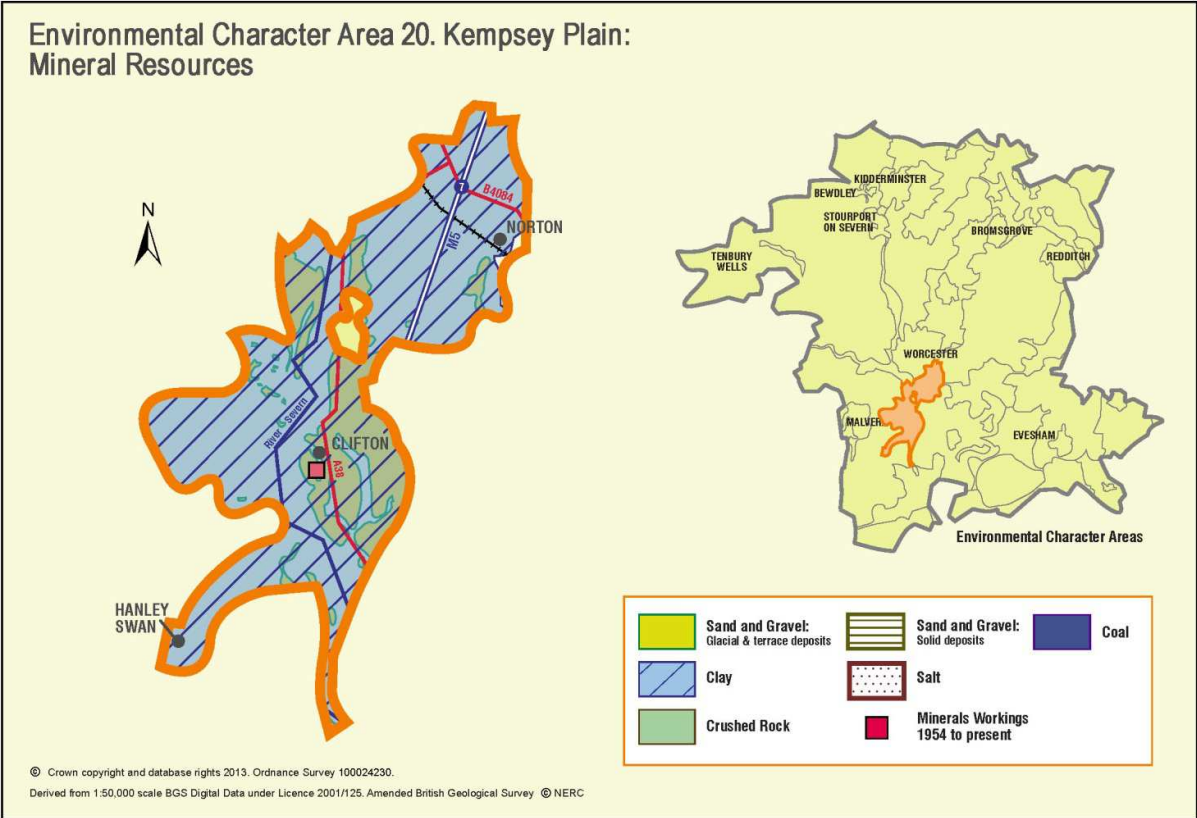 Environmental Character Area 20. Kempsey Plain:
Mineral Resources
N
7
B4084
M5
NORTON
River Severn
CLIFTON
A38
HANLEY
SWAN
KIDDERMINSTER
BEWDLEY
STOURPORT
ON SEVERN
BROMSGROVE
TENBURY
WELLS
REDDITCH
WORCESTER
MALVER
EVESHAM
Environmental Character Areas
Sand and Gravel:
Glacial & terrace deposits
Sand and Gravel:
Solid deposits
Coal
Clay
Salt
Crushed Rock
Minerals Workings
1954 to present
© Crown copyright and database rights 2013. Ordnance Survey 100024230.
Derived from 1:50,000 scale BGS Digital Data under Licence 2001/125. Amended British Geological Survey © NERC